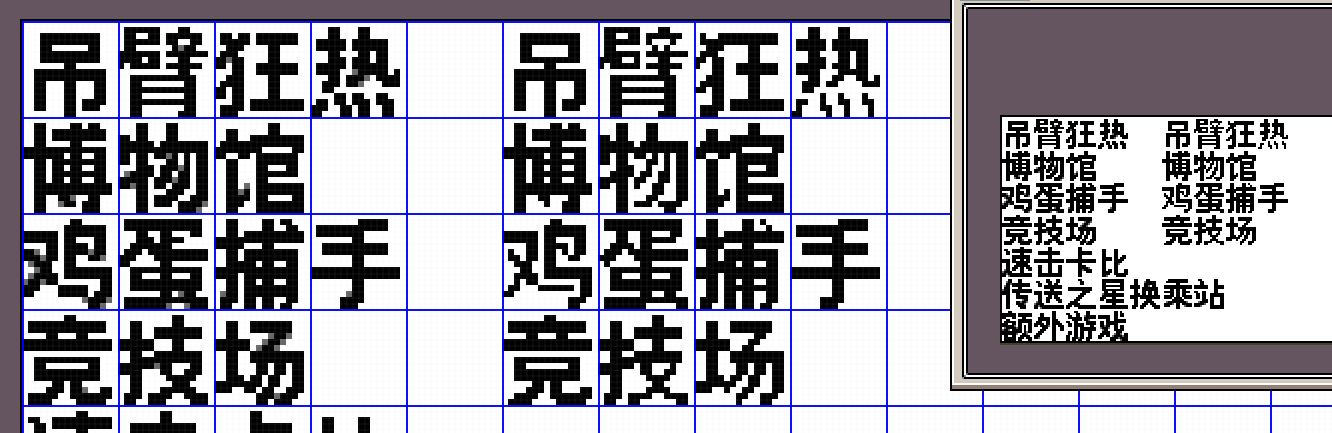 吊臂狂热 吊臂狂热
博物馆 博物馆
鸡蛋捕手 鸡蛋捕手
竞技场 竞技场
吊臂狂热 吊臂狂热
博物馆 博物馆
鸡蛋捕手 鸡蛋捕手
竞技场 竞技场
速击卡比
传送之星换乘站
额外游戏